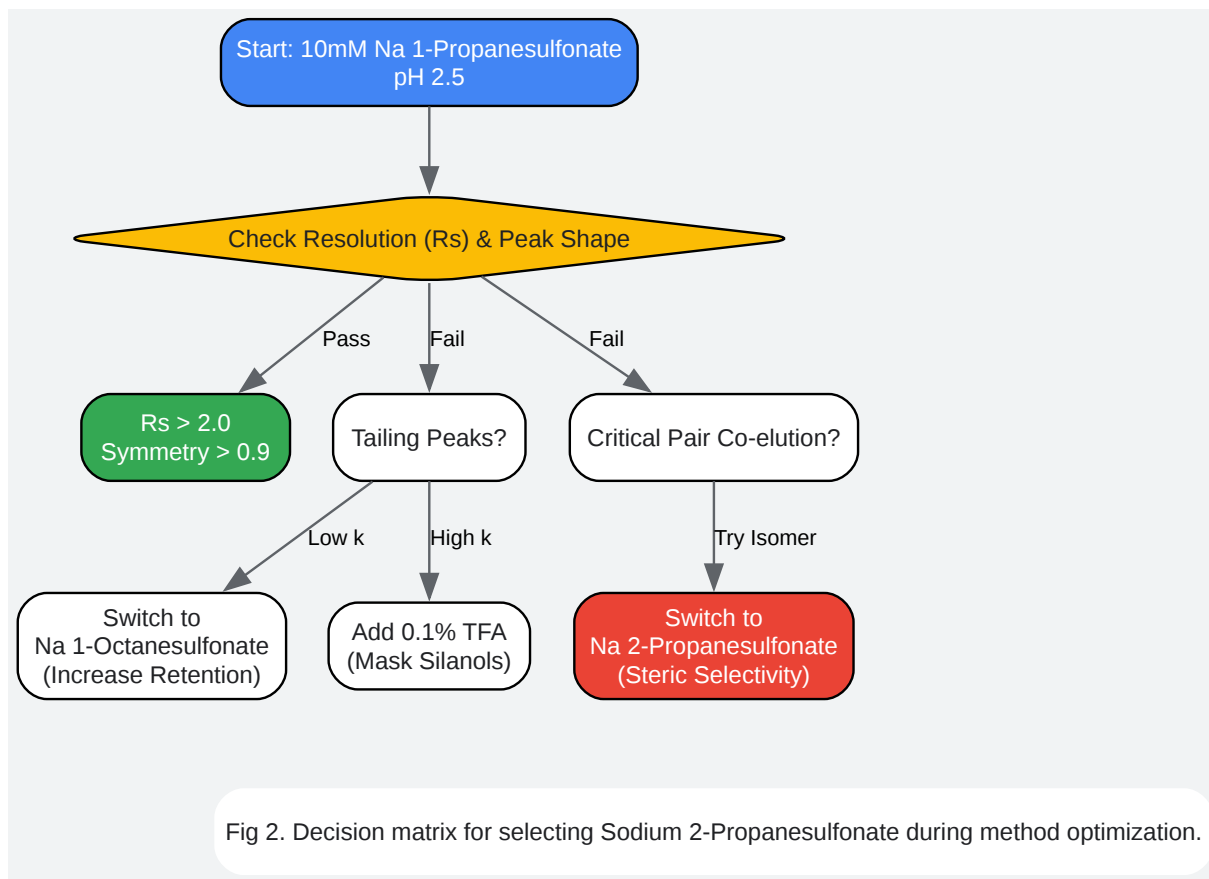 Start: 10mM Na 1-Propanesulfonate
pH 2.5
Check Resolution (Rs) & Peak Shape
Pass
Fail
Fail
Rs > 2.0
Symmetry > 0.9
Tailing Peaks?
Critical Pair Co-elution?
Low k
High k
Try Isomer
Switch to
Na 1-Octanesulfonate
(Increase Retention)
Add 0.1% TFA
(Mask Silanols)
Switch to
Na 2-Propanesulfonate
(Steric Selectivity)
Fig 2. Decision matrix for selecting Sodium 2-Propanesulfonate during method optimization.